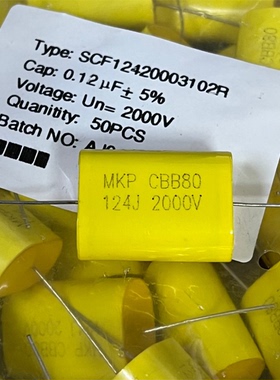 Type: SCF12420003102R
Cap: 0.12μF± 5%
Voltage: Un= 2000V
Quantity: 50PCS
Batch NO:
MKP CBB80
124J 2000V